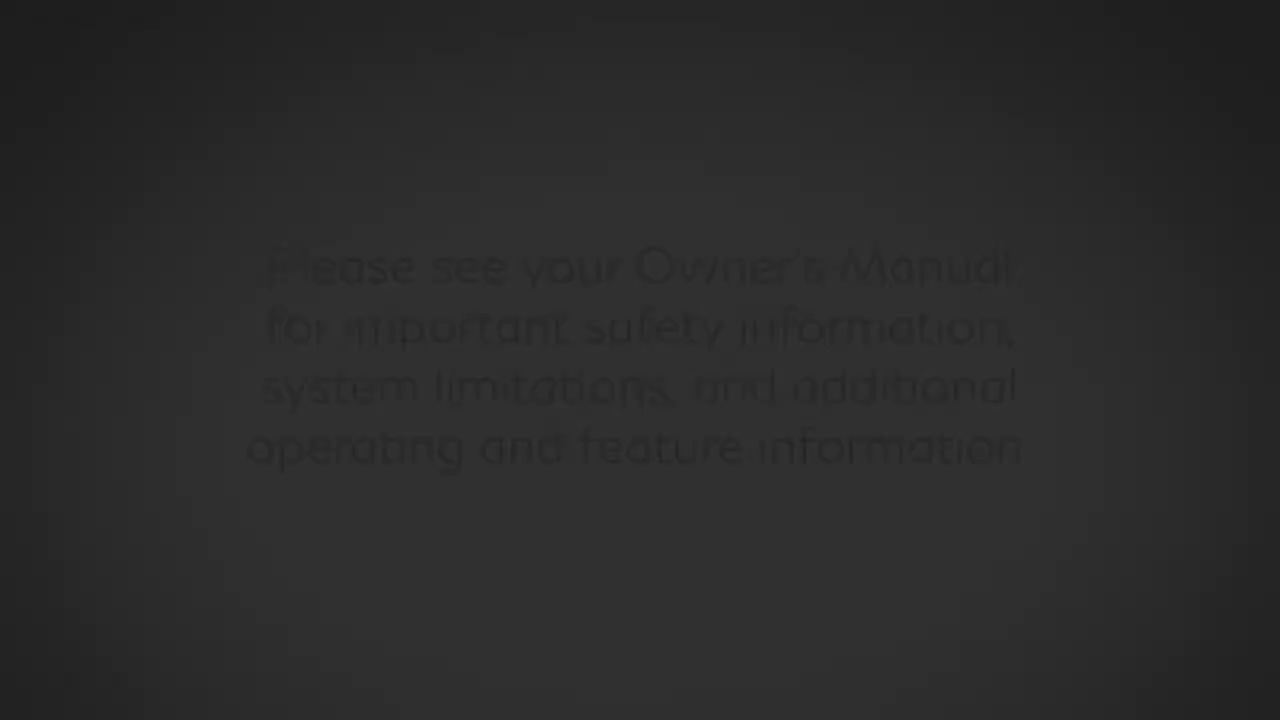 Please see your Owner's Manual
for important safety information,
system limitations, and additional
operating and feature information